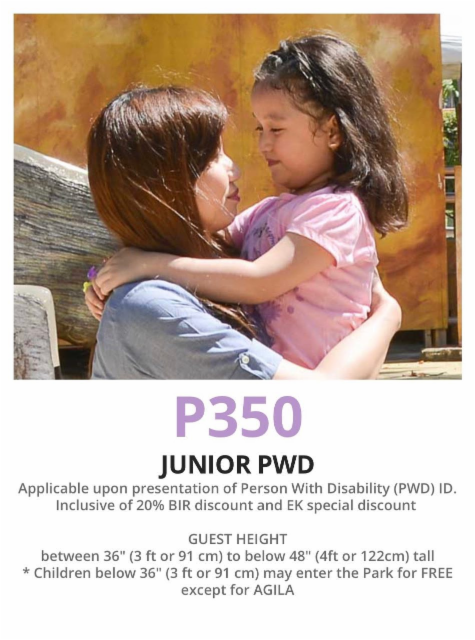 P350
JUNIOR PWD
Applicable upon presentation of Person With Disability (PWD) ID.
Inclusive of 20% BIR discount and EK special discount
GUEST HEIGHT
between 36" (3 ft or 91 cm) to below 48" (4ft or 122cm) tall
* Children below 36" (3 ft or 91 cm) may enter the Park for FREE
except for AGILA